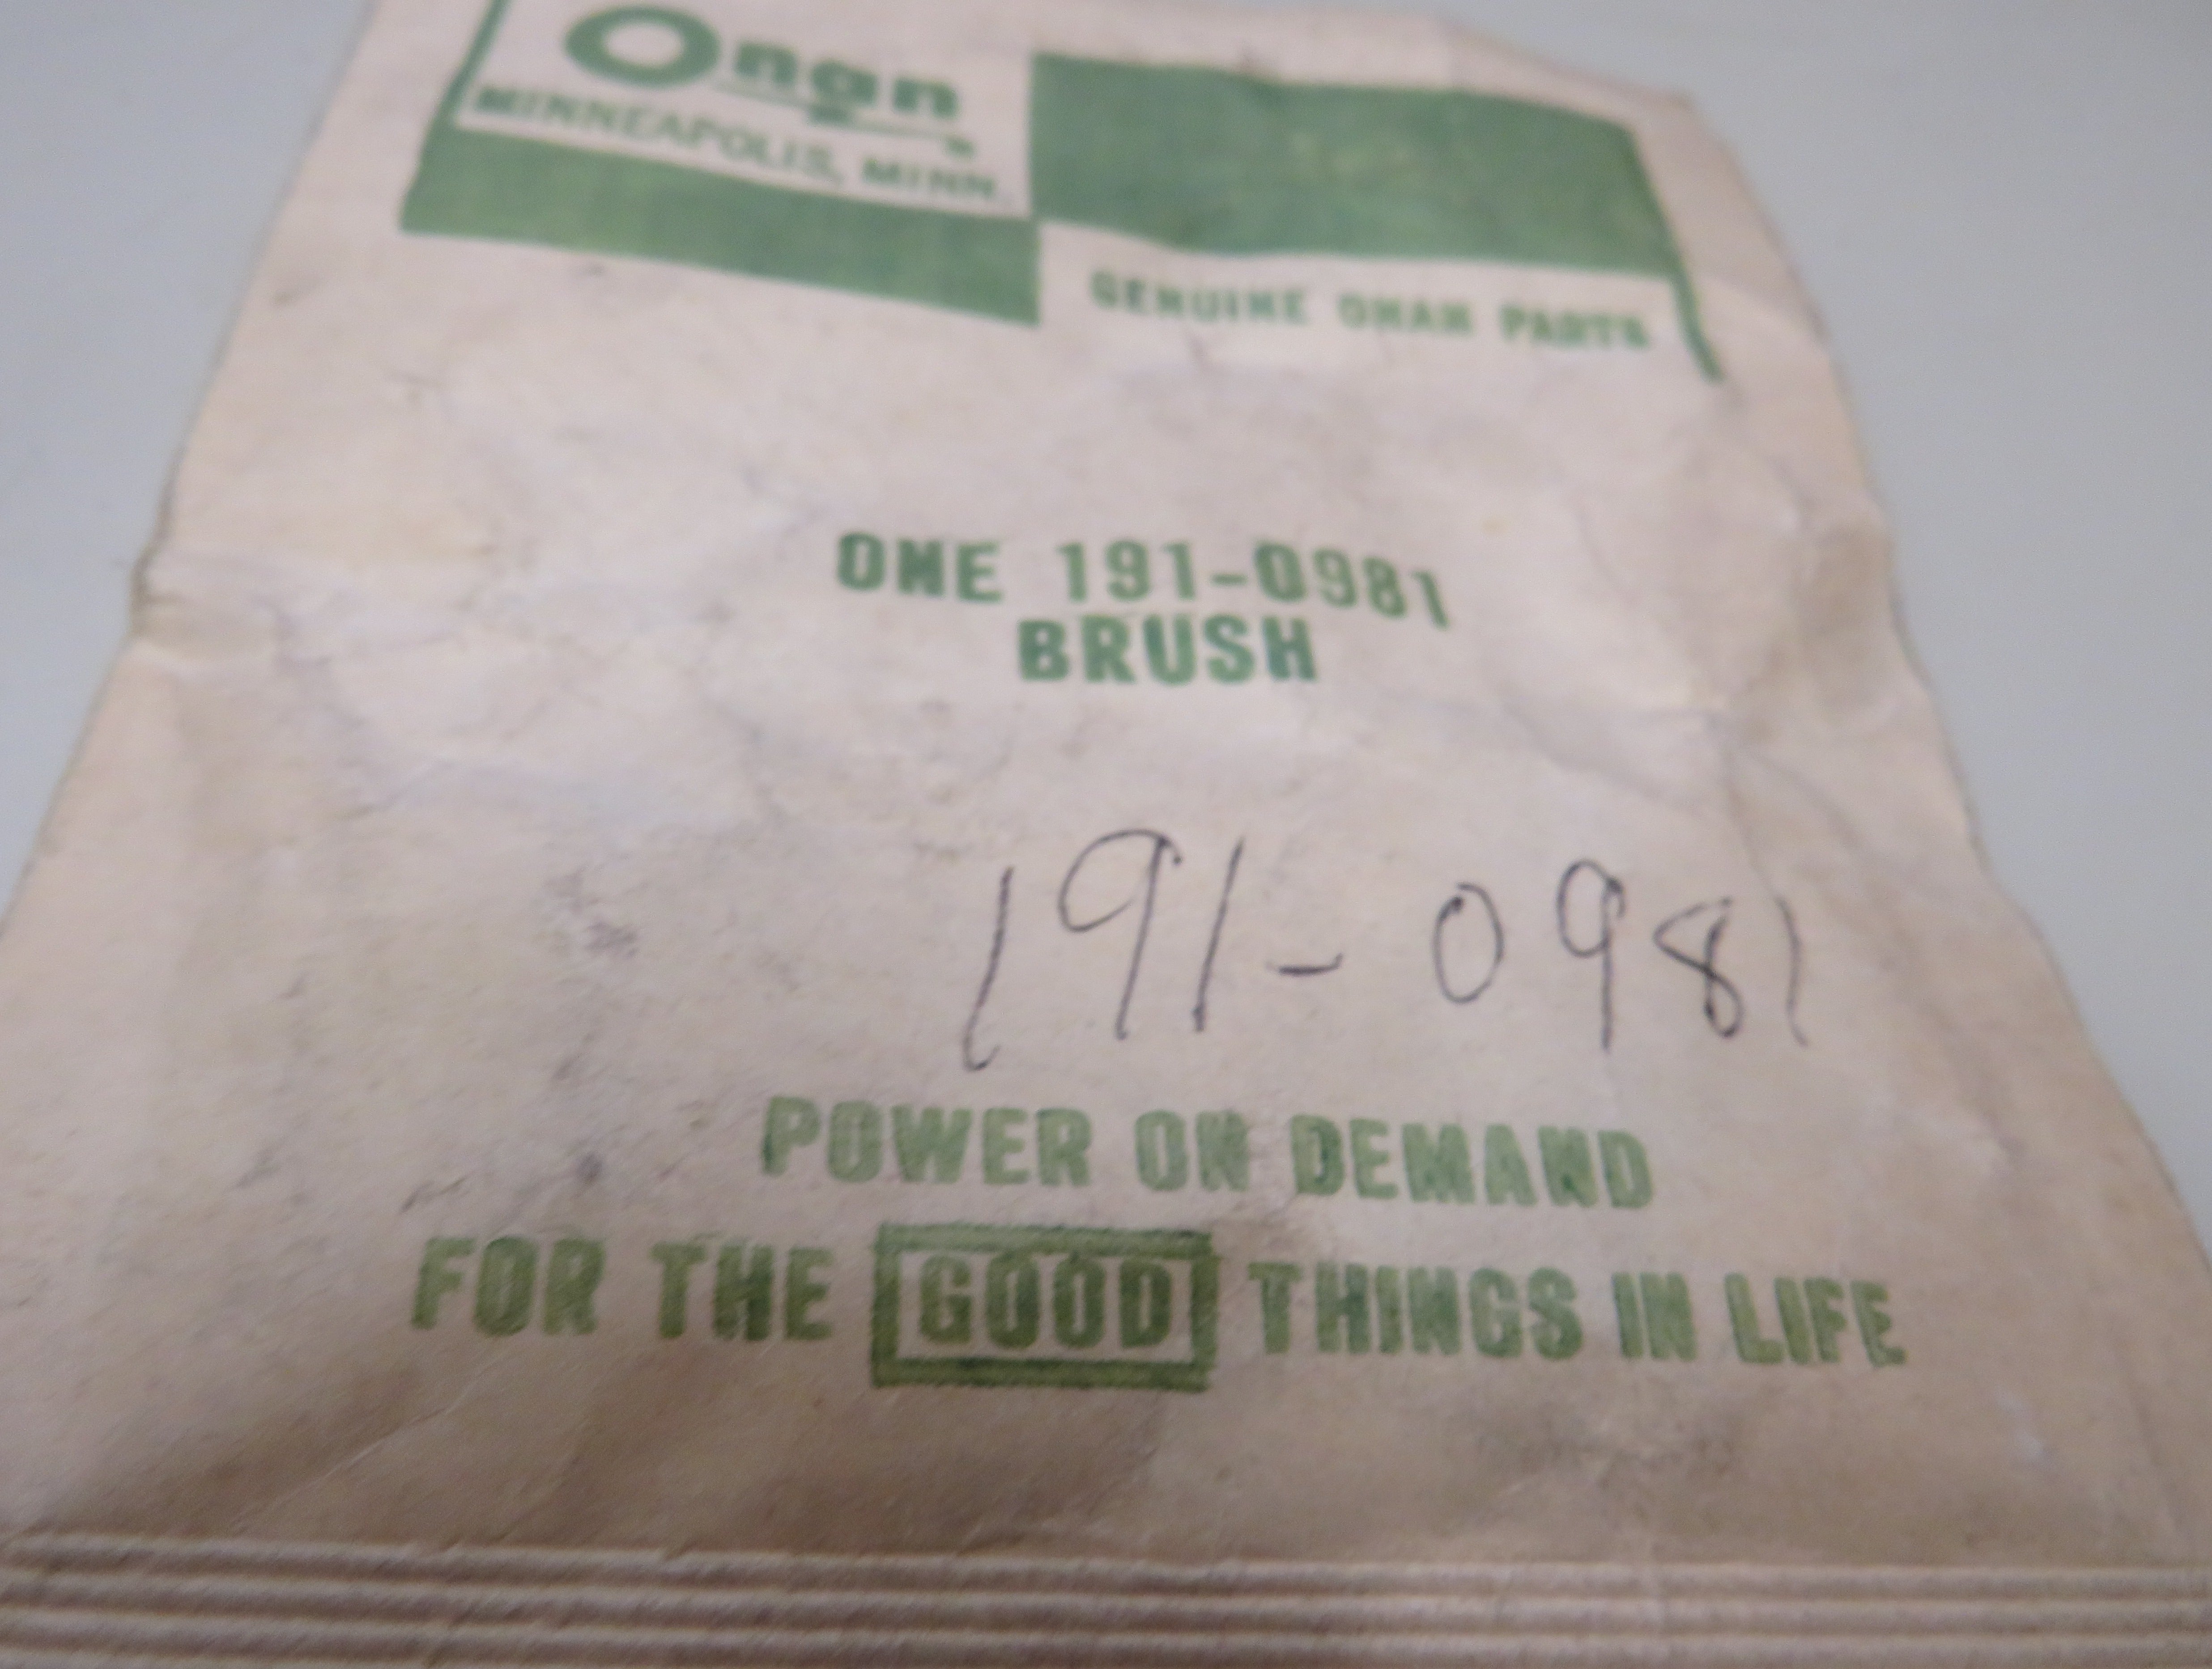 Onan
MINNEAPOLIS, MINN.
GENUINE ONAN PARTS
ONE 191-0981
BRUSH
191-0981
POWER ON DEMAND
FOR THE GOOD THINGS IN LIFE